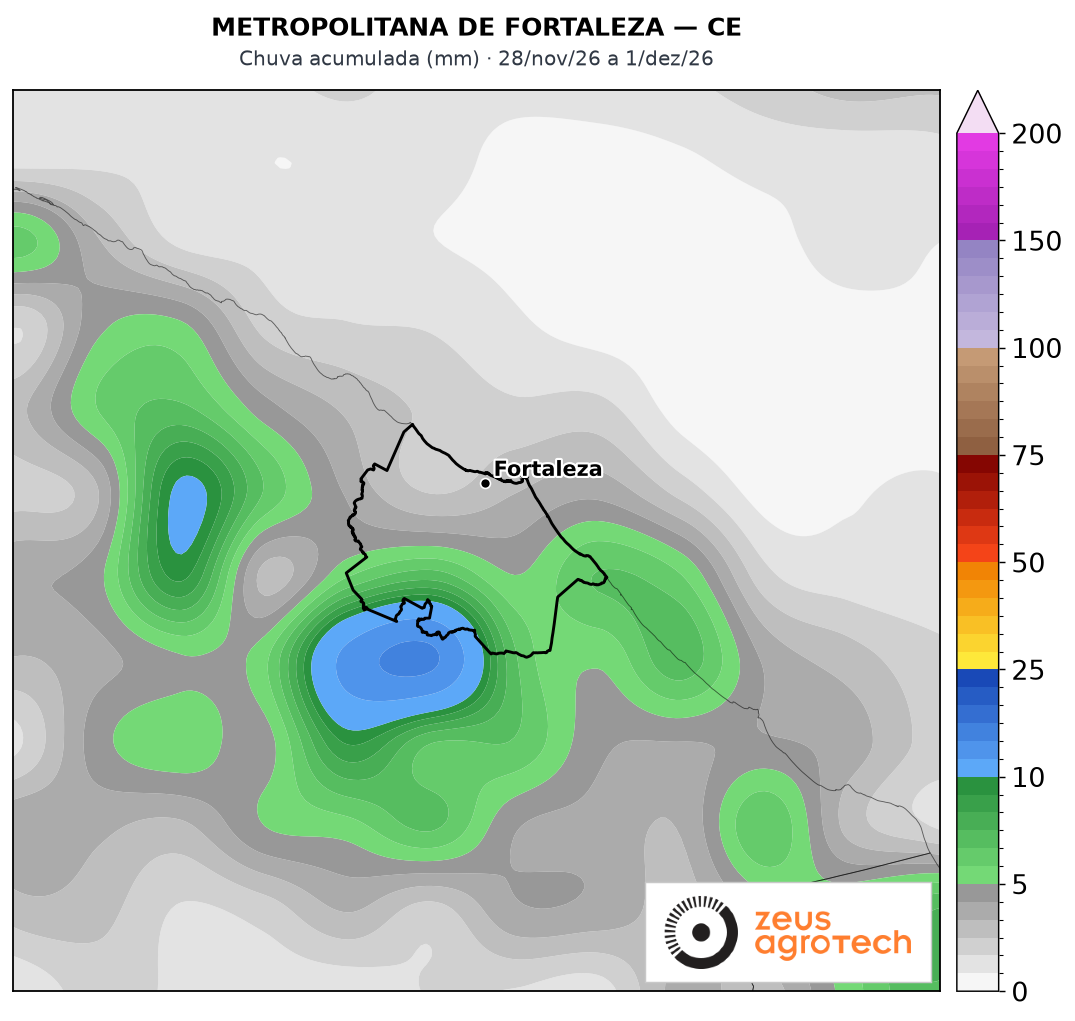 METROPOLITANA DE FORTALEZA — CE
Chuva acumulada (mm) · 28/nov/26 a 1/dez/26
Fortaleza
200
150
100
75
50
25
10
5
0
zeus
agrotech